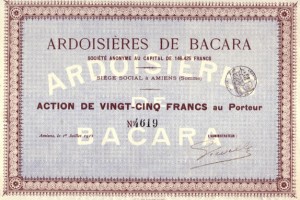 ARDOISIÈRES DE BACARA
SOCIÉTÉ ANONYME AU CAPITAL DE 146.425 FRANCS
SIÈGE SOCIAL À AMIENS (Somme)
ACTION DE VINGT-CINQ FRANCS au Porteur
No 4619
Amiens, le 1er Juillet
L'ADMINISTRATEUR:
ARDOISIÈRES
DE
BACARA